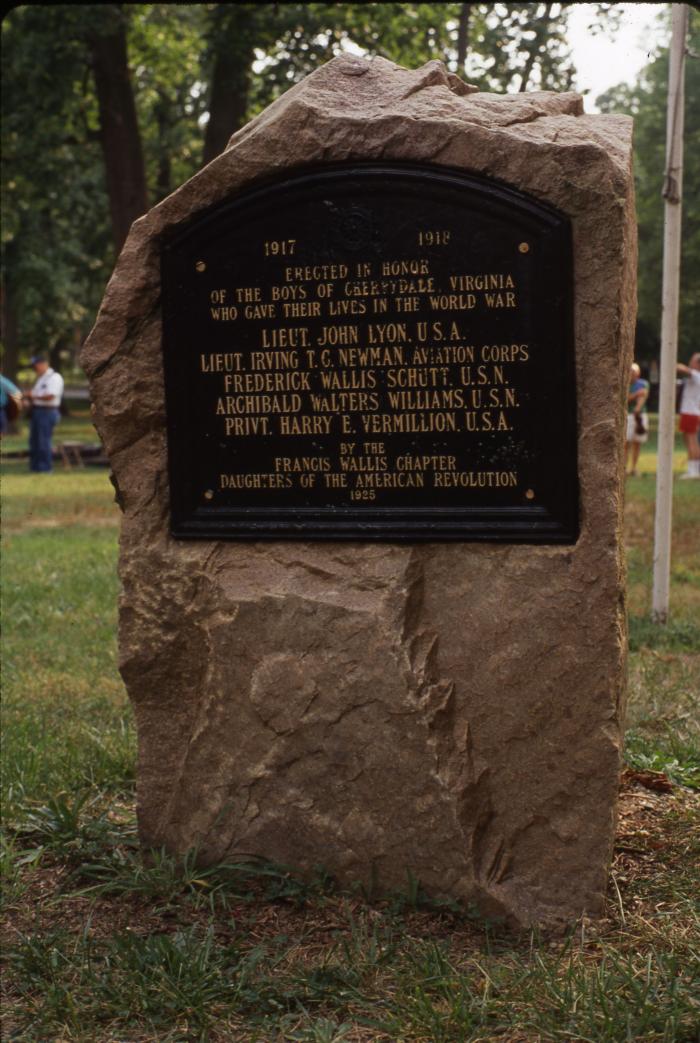 1917 1918
ERECTED IN HONOR
OF THE BOYS OF CHERRYDALE, VIRGINIA
WHO GAVE THEIR LIVES IN THE WORLD WAR
LIEUT. JOHN LYON, U.S.A.
LIEUT. IRVING T.C. NEWMAN, AVIATION CORPS
FREDERICK WALLIS SCHUTT, U.S.N.
ARCHIBALD WALTERS WILLIAMS, U.S.N.
PRIVT. HARRY E. VERMILLION, U.S.A.
BY THE
FRANCIS WALLIS CHAPTER
DAUGHTERS OF THE AMERICAN REVOLUTION
1925